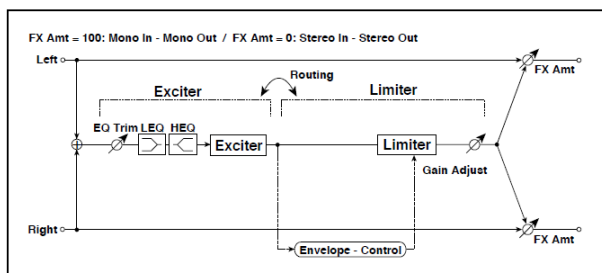 FX Amt = 100: Mono In - Mono Out / FX Amt = 0: Stereo In - Stereo Out
Left
FX Amt
Routing
Exciter
Limiter
EQ Trim LEQ HEQ
Exciter
Limiter
Gain Adjust
Right
FX Amt
Envelope - Control